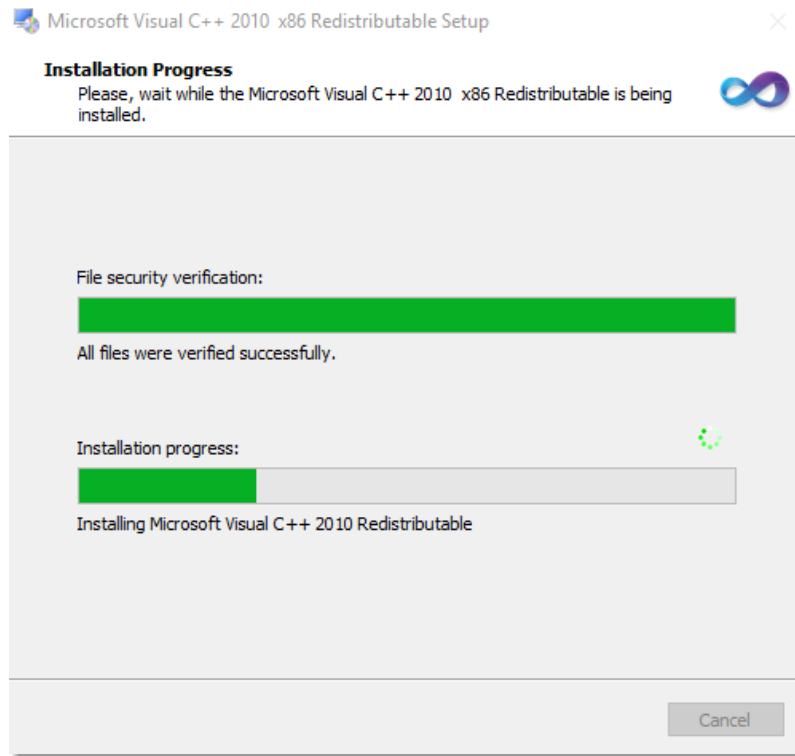 Microsoft Visual C++ 2010 x86 Redistributable Setup
Installation Progress
Please, wait while the Microsoft Visual C++ 2010 x86 Redistributable is being
installed.
File security verification:
All files were verified successfully.
Installation progress:
Installing Microsoft Visual C++ 2010 Redistributable
Cancel